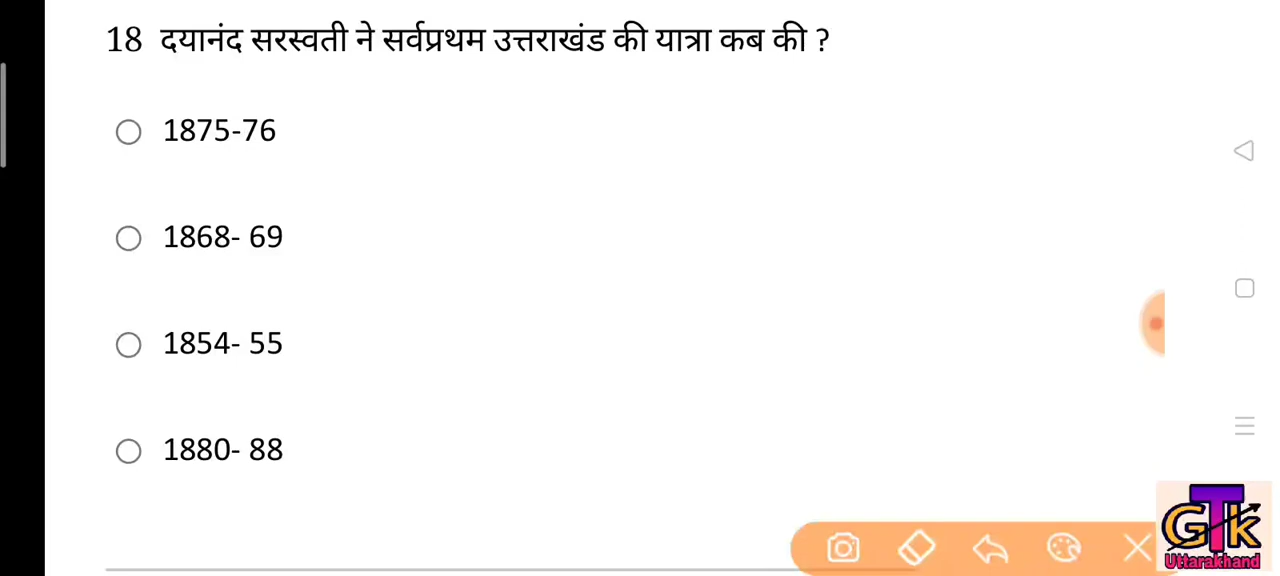 18 दयानंद सरस्वती ने सर्वप्रथम उत्तराखंड की यात्रा कब की ?
1875-76
1868- 69
1854- 55
1880- 88
GTk
Uttarakhand